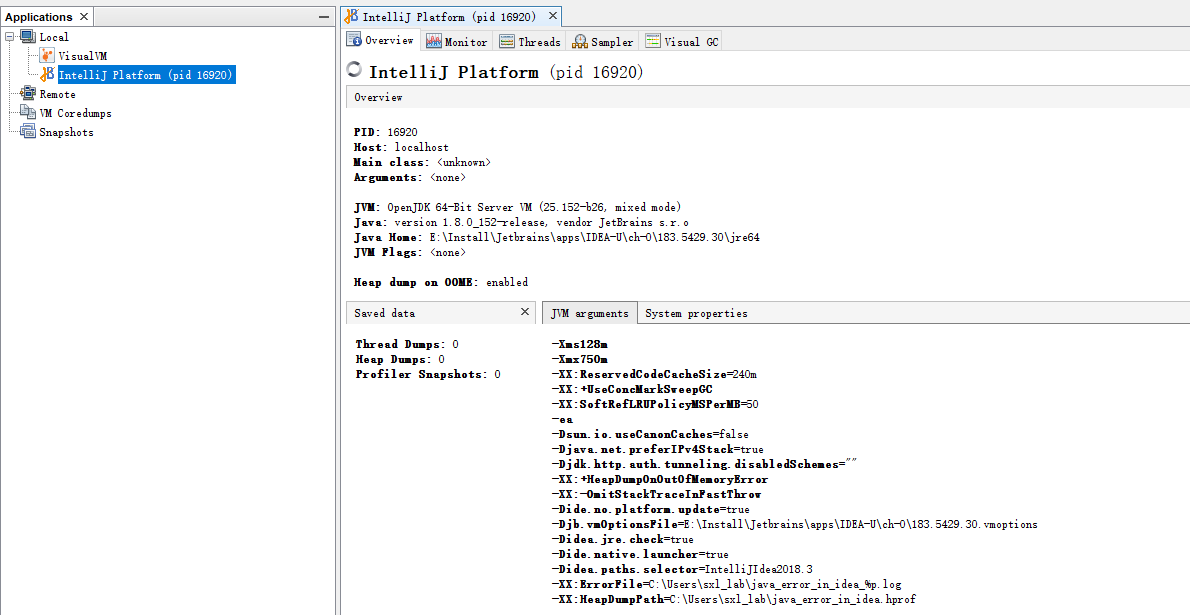 Applications
Local
VisualVM
IntelliJ Platform (pid 16920)
Remote
VM Coredumps
Snapshots
IntelliJ Platform (pid 16920)
Overview Monitor Threads Sampler Visual GC
IntelliJ Platform (pid 16920)
Overview
PID: 16920
Host: localhost
Main class: <unknown>
Arguments: <none>
JVM: OpenJDK 64-Bit Server VM (25.152-b26, mixed mode)
Java: version 1.8.0_152-release, vendor JetBrains s.r.o
Java Home: E:\Install\Jetbrains\apps\IDEA-U\ch-0\183.5429.30\jre64
JVM Flags: <none>
Heap dump on OOME: enabled
Saved data
Thread Dumps: 0
Heap Dumps: 0
Profiler Snapshots: 0
JVM arguments System properties
-Xms128m
-Xmx750m
-XX:ReservedCodeCacheSize=240m
-XX:+UseConcMarkSweepGC
-XX:SoftRefLRUPolicyMSPerMB=50
-ea
-Dsun.io.useCanonCaches=false
-Djava.net.preferIPv4Stack=true
-Djdk.http.auth.tunneling.disabledSchemes=""
-XX:+HeapDumpOnOutOfMemoryError
-XX:-OmitStackTraceInFastThrow
-Dide.no.platform.update=true
-Djb.vmOptionsFile=E:\Install\Jetbrains\apps\IDEA-U\ch-0\183.5429.30.vmoptions
-Didea.jre.check=true
-Dide.native.launcher=true
-Didea.paths.selector=IntelliJIdea2018.3
-XX:ErrorFile=C:\Users\sxl_lab\java_error_in_idea_%p.log
-XX:HeapDumpPath=C:\Users\sxl_lab\java_error_in_idea.hprof